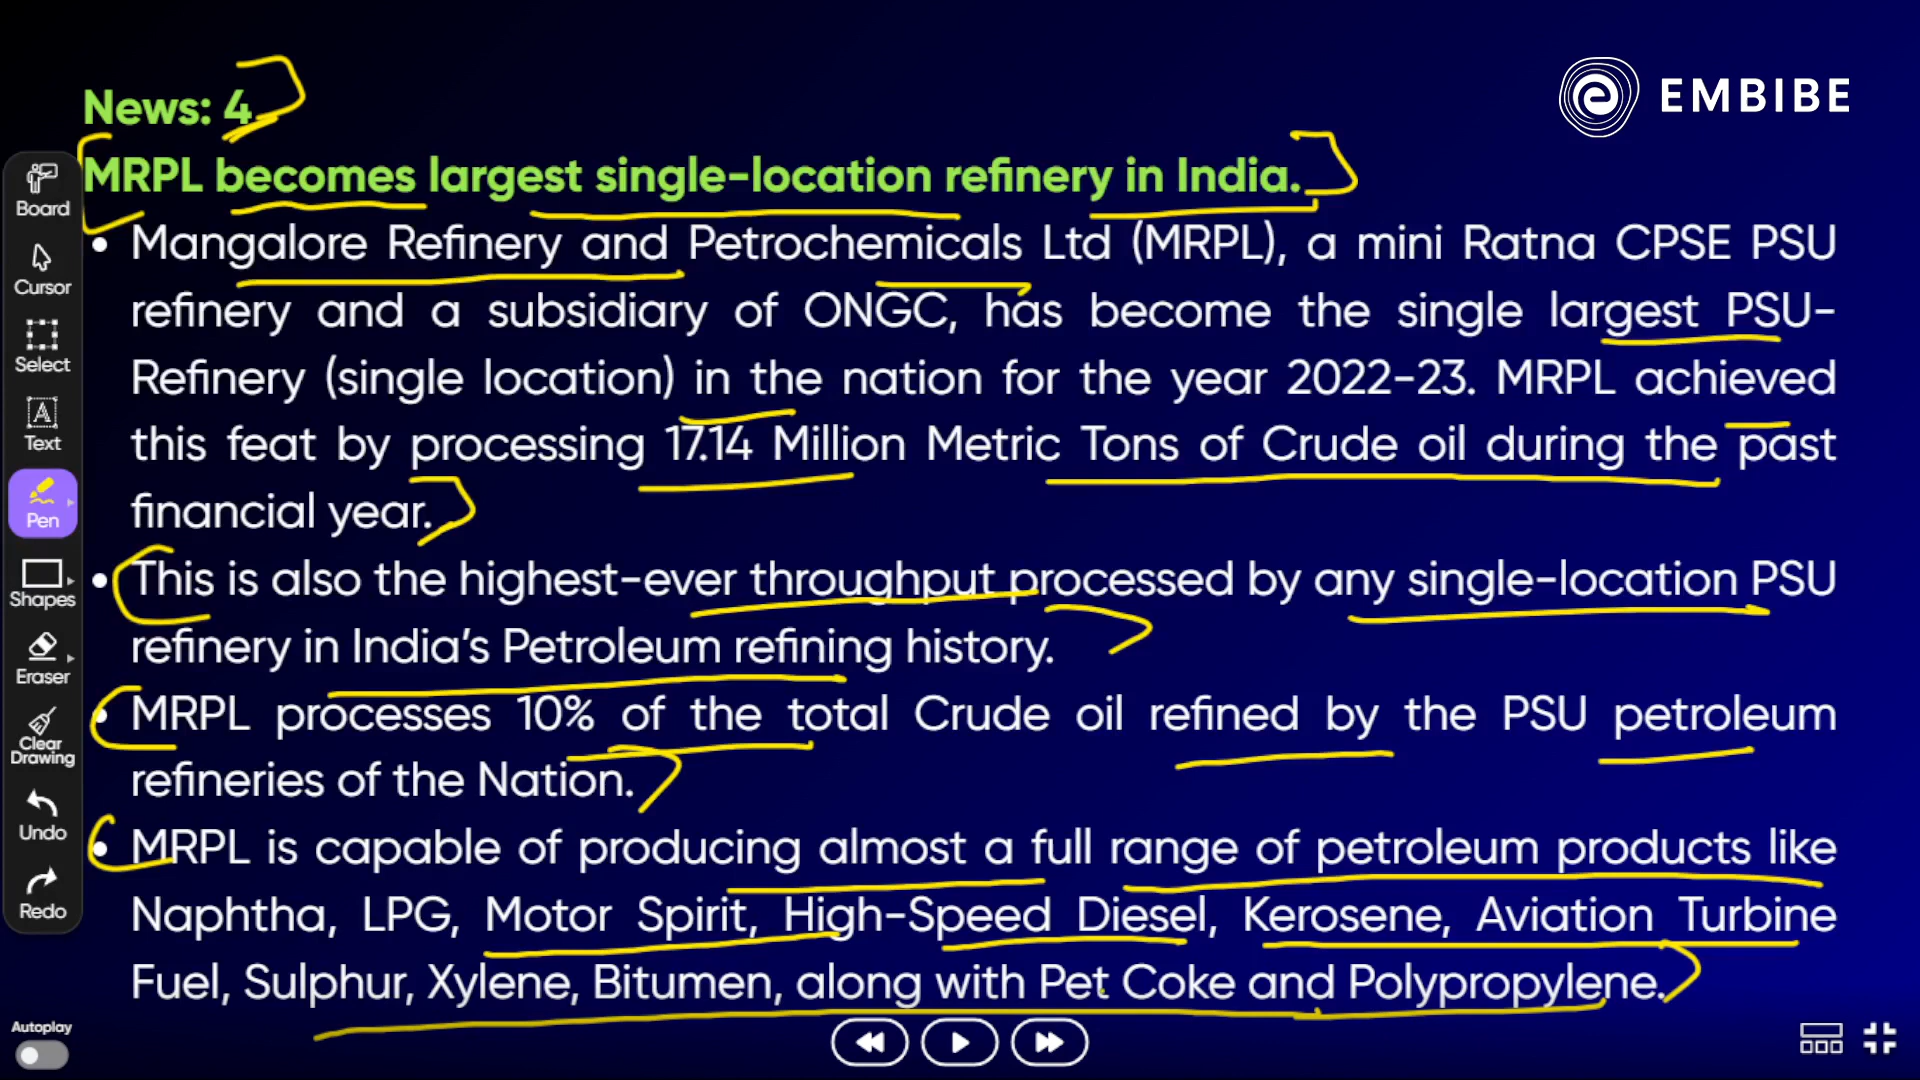 EMBIBE
News: 4
MRPL becomes largest single-location refinery in India.
• Mangalore Refinery and Petrochemicals Ltd (MRPL), a mini Ratna CPSE PSU
refinery and a subsidiary of ONGC, has become the single largest PSU-
Refinery (single location) in the nation for the year 2022-23. MRPL achieved
this feat by processing 17.14 Million Metric Tons of Crude oil during the past
financial year.
• This is also the highest-ever throughput processed by any single-location PSU
refinery in India's Petroleum refining history.
• MRPL processes 10% of the total Crude oil refined by the PSU petroleum
refineries of the Nation.
• MRPL is capable of producing almost a full range of petroleum products like
Naphtha, LPG, Motor Spirit, High-Speed Diesel, Kerosene, Aviation Turbine
Fuel, Sulphur, Xylene, Bitumen, along with Pet Coke and Polypropylene.
Board
Cursor
Select
Text
Pen
Shapes
Eraser
Clear
Drawing
Undo
Redo
Autoplay